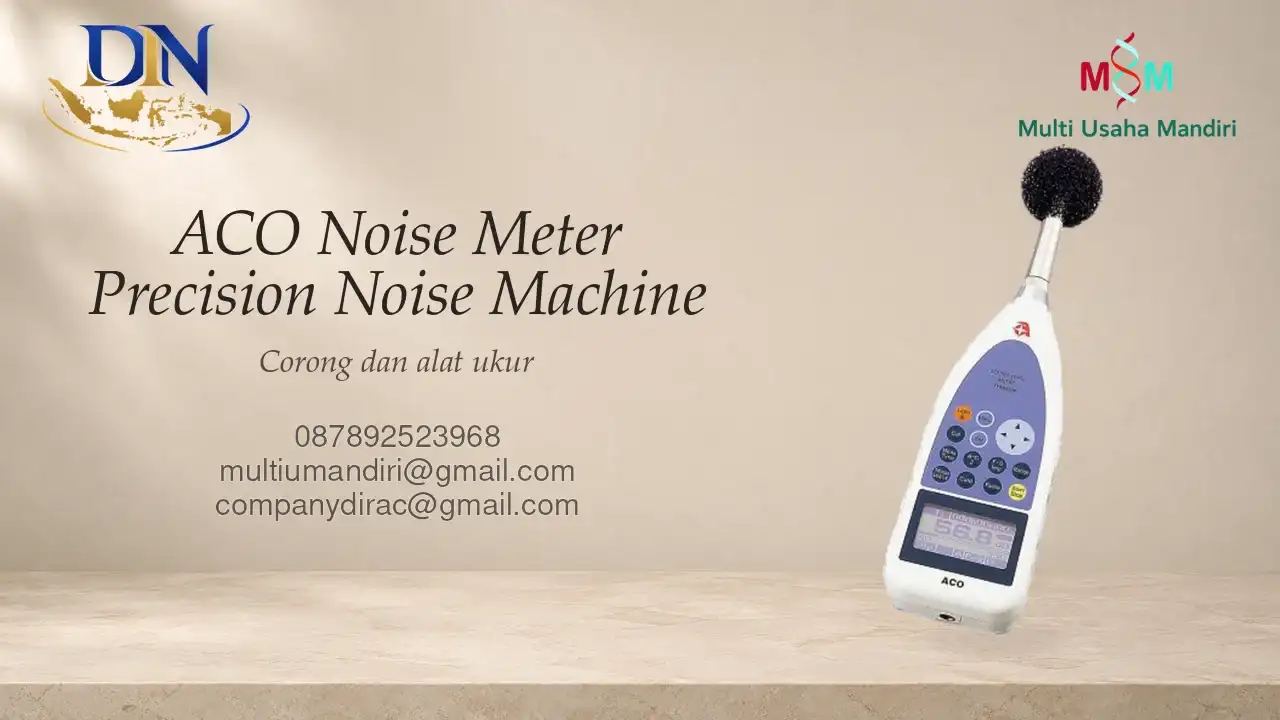 DIN
MSM
Multi Usaha Mandiri
ACO Noise Meter
Precision Noise Machine
Corong dan alat ukur
087892523968
multiumandiri@gmail.com
companydirac@gmail.com
56.8
ACO